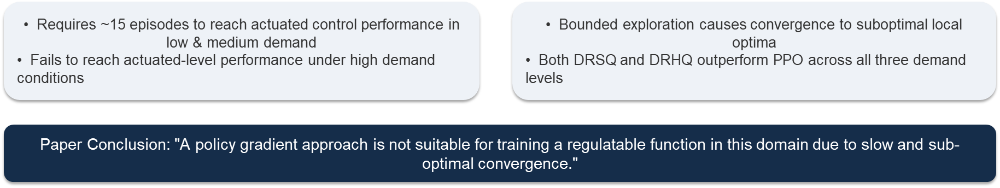 • Requires ~15 episodes to reach actuated control performance in
low & medium demand
• Fails to reach actuated-level performance under high demand
conditions
• Bounded exploration causes convergence to suboptimal local
optima
• Both DRSQ and DRHQ outperform PPO across all three demand
levels
Paper Conclusion: "A policy gradient approach is not suitable for training a regulatable function in this domain due to slow and sub-
optimal convergence."